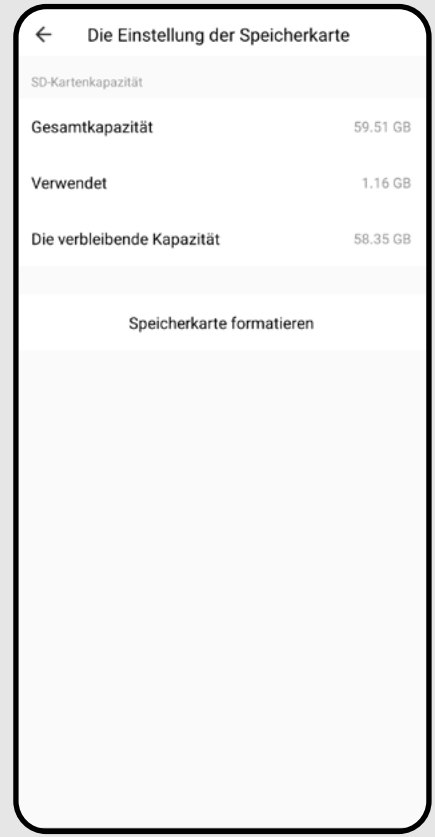 Die Einstellung der Speicherkarte
SD-Kartenkapazität
Gesamtkapazität 59.51 GB
Verwendet 1.16 GB
Die verbleibende Kapazität 58.35 GB
Speicherkarte formatieren